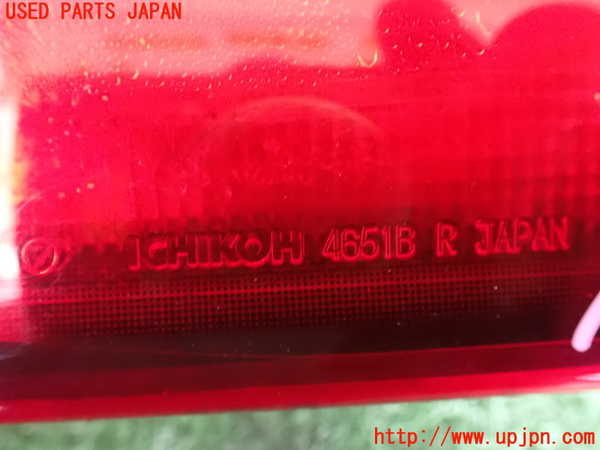 USED PARTS JAPAN
ICHIKOH 4651B R JAPAN
http://www.upjpn.com/